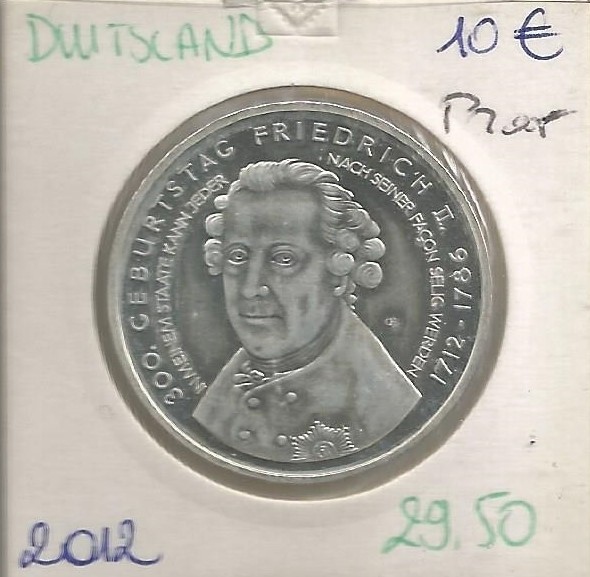 DUITSLAND
10 €
Proof
300. GEBURTSTAG FRIEDRICH II.
1712 - 1786
IN MEINEM STAATE KANN JEDER
NACH SEINER FAÇON SELIG WERDEN
2012
29.50